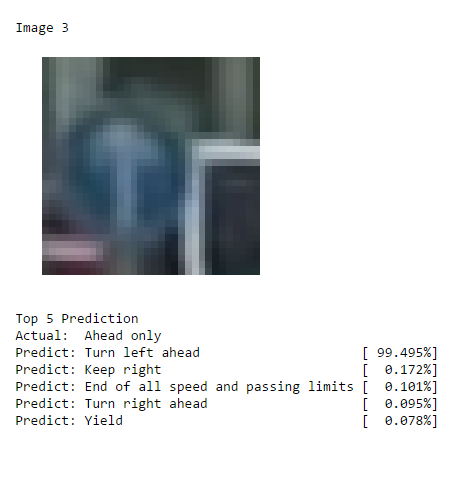 Image 3
Top 5 Prediction
Actual:  Ahead only
Predict: Turn left ahead                     [ 99.495%]
Predict: Keep right                          [  0.172%]
Predict: End of all speed and passing limits [  0.101%]
Predict: Turn right ahead                    [  0.095%]
Predict: Yield                               [  0.078%]